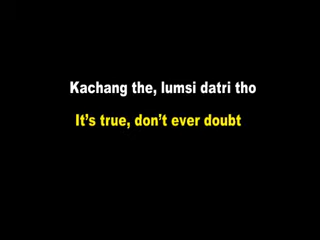 Kachang the, lumsi datri tho
It's true, don't ever doubt